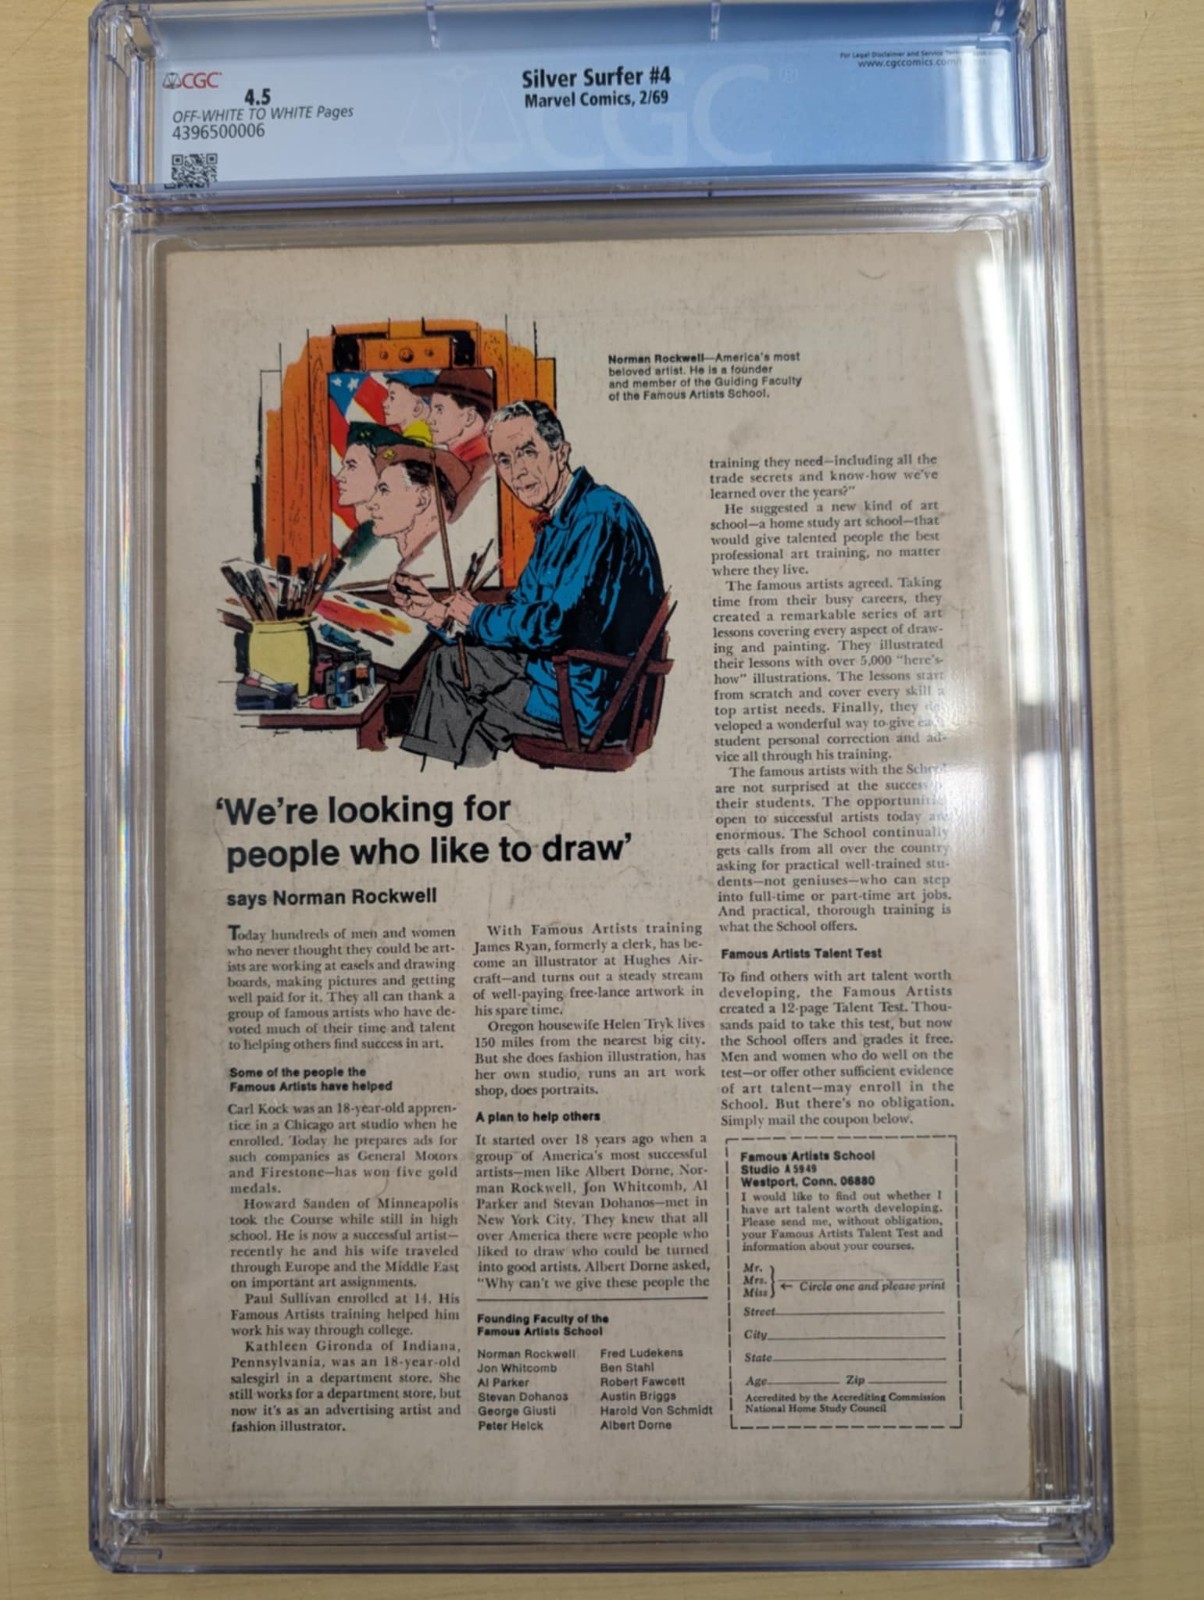 CGC
4.5
OFF-WHITE TO WHITE Pages
4396500006
Silver Surfer #4
Marvel Comics, 2/69
For Legal Disclaimer and Service
www.cgccomics.com/
CGC
Norman Rockwell—America's most
beloved artist. He is a founder
and member of the Guiding Faculty
of the Famous Artists School.
'We're looking for
people who like to draw'
says Norman Rockwell
Today hundreds of men and women
who never thought they could be art-
ists are working at easels and drawing
boards, making pictures and getting
well paid for it. They all can thank a
group of famous artists who have de-
voted much of their time and talent
to helping others find success in art.
Some of the people the
Famous Artists have helped
Carl Kock was an 18-year-old appren-
tice in a Chicago art studio when he
enrolled. Today he prepares ads for
such companies as General Motors
and Firestone—has won five gold
medals.
Howard Sanden of Minneapolis
took the Course while still in high
school. He is now a successful artist—
recently he and his wife traveled
through Europe and the Middle East
on important art assignments.
Paul Sullivan enrolled at 14. His
Famous Artists training helped him
work his way through college.
Kathleen Gironda of Indiana,
Pennsylvania, was an 18-year-old
salesgirl in a department store. She
still works for a department store, but
now it's as an advertising artist and
fashion illustrator.
With Famous Artists training
James Ryan, formerly a clerk, has be-
come an illustrator at Hughes Air-
craft—and turns out a steady stream
of well-paying free-lance artwork in
his spare time.
Oregon housewife Helen Tryk lives
150 miles from the nearest big city.
But she does fashion illustration, has
her own studio, runs an art work
shop, does portraits.
A plan to help others
It started over 18 years ago when a
group of America's most successful
artists—men like Albert Dorne, Nor-
man Rockwell, Jon Whitcomb, Al
Parker and Stevan Dohanos—met in
New York City. They knew that all
over America there were people who
liked to draw who could be turned
into good artists. Albert Dorne asked,
"Why can't we give these people the
Founding Faculty of the
Famous Artists School
Norman Rockwell Fred Ludekens
Jon Whitcomb Ben Stahl
Al Parker Robert Fawcett
Stevan Dohanos Austin Briggs
George Giusti Harold Von Schmidt
Peter Helck Albert Dorne
training they need—including all the
trade secrets and know-how we've
learned over the years?"
He suggested a new kind of art
school—a home study art school—that
would give talented people the best
professional art training, no matter
where they live.
The famous artists agreed. Taking
time from their busy careers, they
created a remarkable series of art
lessons covering every aspect of draw-
ing and painting. They illustrated
their lessons with over 5,000 "here's-
how" illustrations. The lessons start
from scratch and cover every skill a
top artist needs. Finally, they
veloped a wonderful way to give
student personal correction and ad-
vice all through his training.
The famous artists with the School
are not surprised at the success
their students. The opportunities
open to successful artists today are
enormous. The School continually
gets calls from all over the country
asking for practical well-trained stu-
dents—not geniuses—who can step
into full-time or part-time art jobs.
And practical, thorough training is
what the School offers.
Famous Artists Talent Test
To find others with art talent worth
developing, the Famous Artists
created a 12-page Talent Test. Thou-
sands paid to take this test, but now
the School offers and grades it free.
Men and women who do well on the
test—or offer other sufficient evidence
of art talent—may enroll in the
School. But there's no obligation.
Simply mail the coupon below.
Famous Artists School
Studio A 5949
Westport, Conn. 06880
I would like to find out whether I
have art talent worth developing.
Please send me, without obligation,
your Famous Artists Talent Test and
information about your courses.
Mr.
Mrs. ← Circle one and please print
Miss
Street
City
State
Age Zip
Accredited by the Accrediting Commission
National Home Study Council